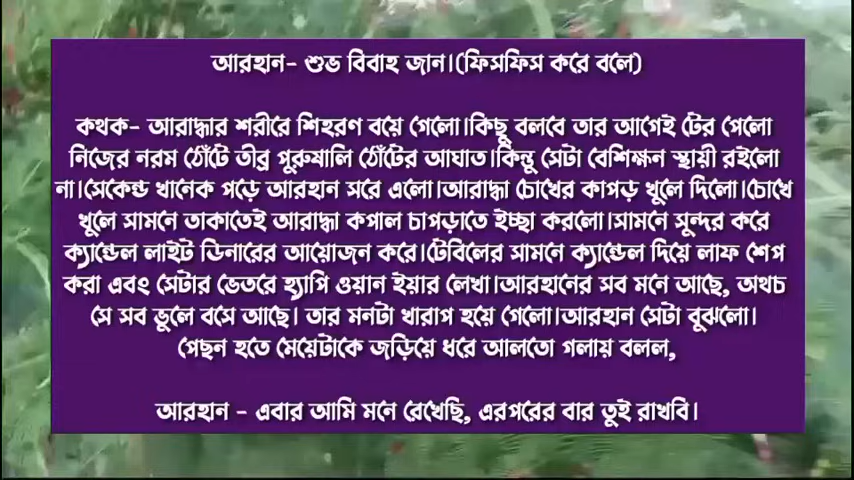 আরহান- শুভ বিবাহ জান।(ফিসফিস করে বলে)
কথক- আরাদ্ধার শরীরে শিহরণ বয়ে গেলো।কিছু বলবে তার আগেই টের পেলো
নিজের নরম ঠোঁটে তীব্র পুরুষালি ঠোঁটের আঘাত।কিন্তু সেটা বেশিক্ষন স্থায়ী রইলো
না।সেকেন্ড খানেক পড়ে আরহান সরে এলো।আরাদ্ধা চোখের কাপড় খুলে দিলো।চোখে
খুলে সামনে তাকাতেই আরাদ্ধা কপাল চাপড়াতে ইচ্ছা করলো।সামনে সুন্দর করে
ক্যান্ডেল লাইট ডিনারের আয়োজন করে।টেবিলের সামনে ক্যান্ডেল দিয়ে লাফ শেপ
করা এবং সেটার ভেতরে হ্যাপি ওয়ান ইয়ার লেখা।আরহানের সব মনে আছে, অথচ
সে সব ভুলে বসে আছে। তার মনটা খারাপ হয়ে গেলো।আরহান সেটা বুঝলো।
পেছন হতে মেয়েটাকে জড়িয়ে ধরে আলতো গলায় বলল,
আরহান - এবার আমি মনে রেখেছি, এরপরের বার তুই রাখবি।